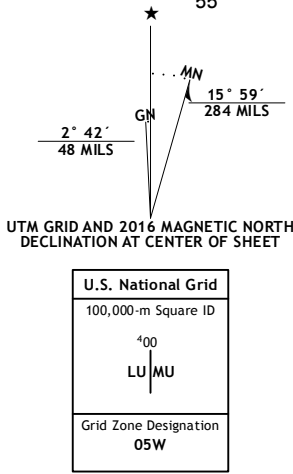 55
★
MN
GN
15° 59´
284 MILS
2° 42´
48 MILS
UTM GRID AND 2016 MAGNETIC NORTH
DECLINATION AT CENTER OF SHEET
U.S. National Grid
100,000-m Square ID
⁴00
LU MU
Grid Zone Designation
05W